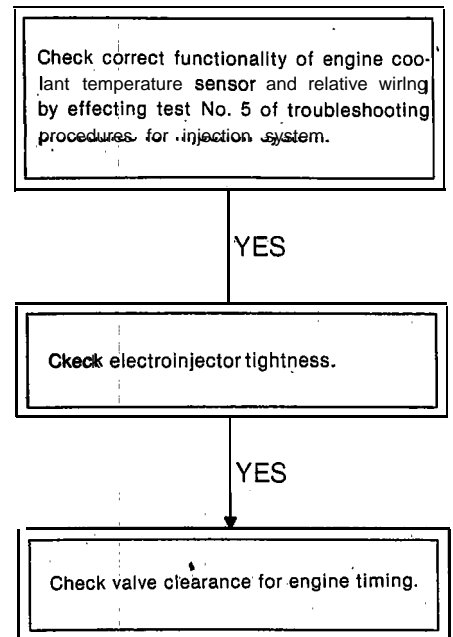 Check correct functionality of engine coo-
lant temperature sensor and relative wiring
by effecting test No. 5 of troubleshooting
procedures for injection system.
YES
Ckeck electroinjector tightness.
YES
Check valve clearance for engine timing.